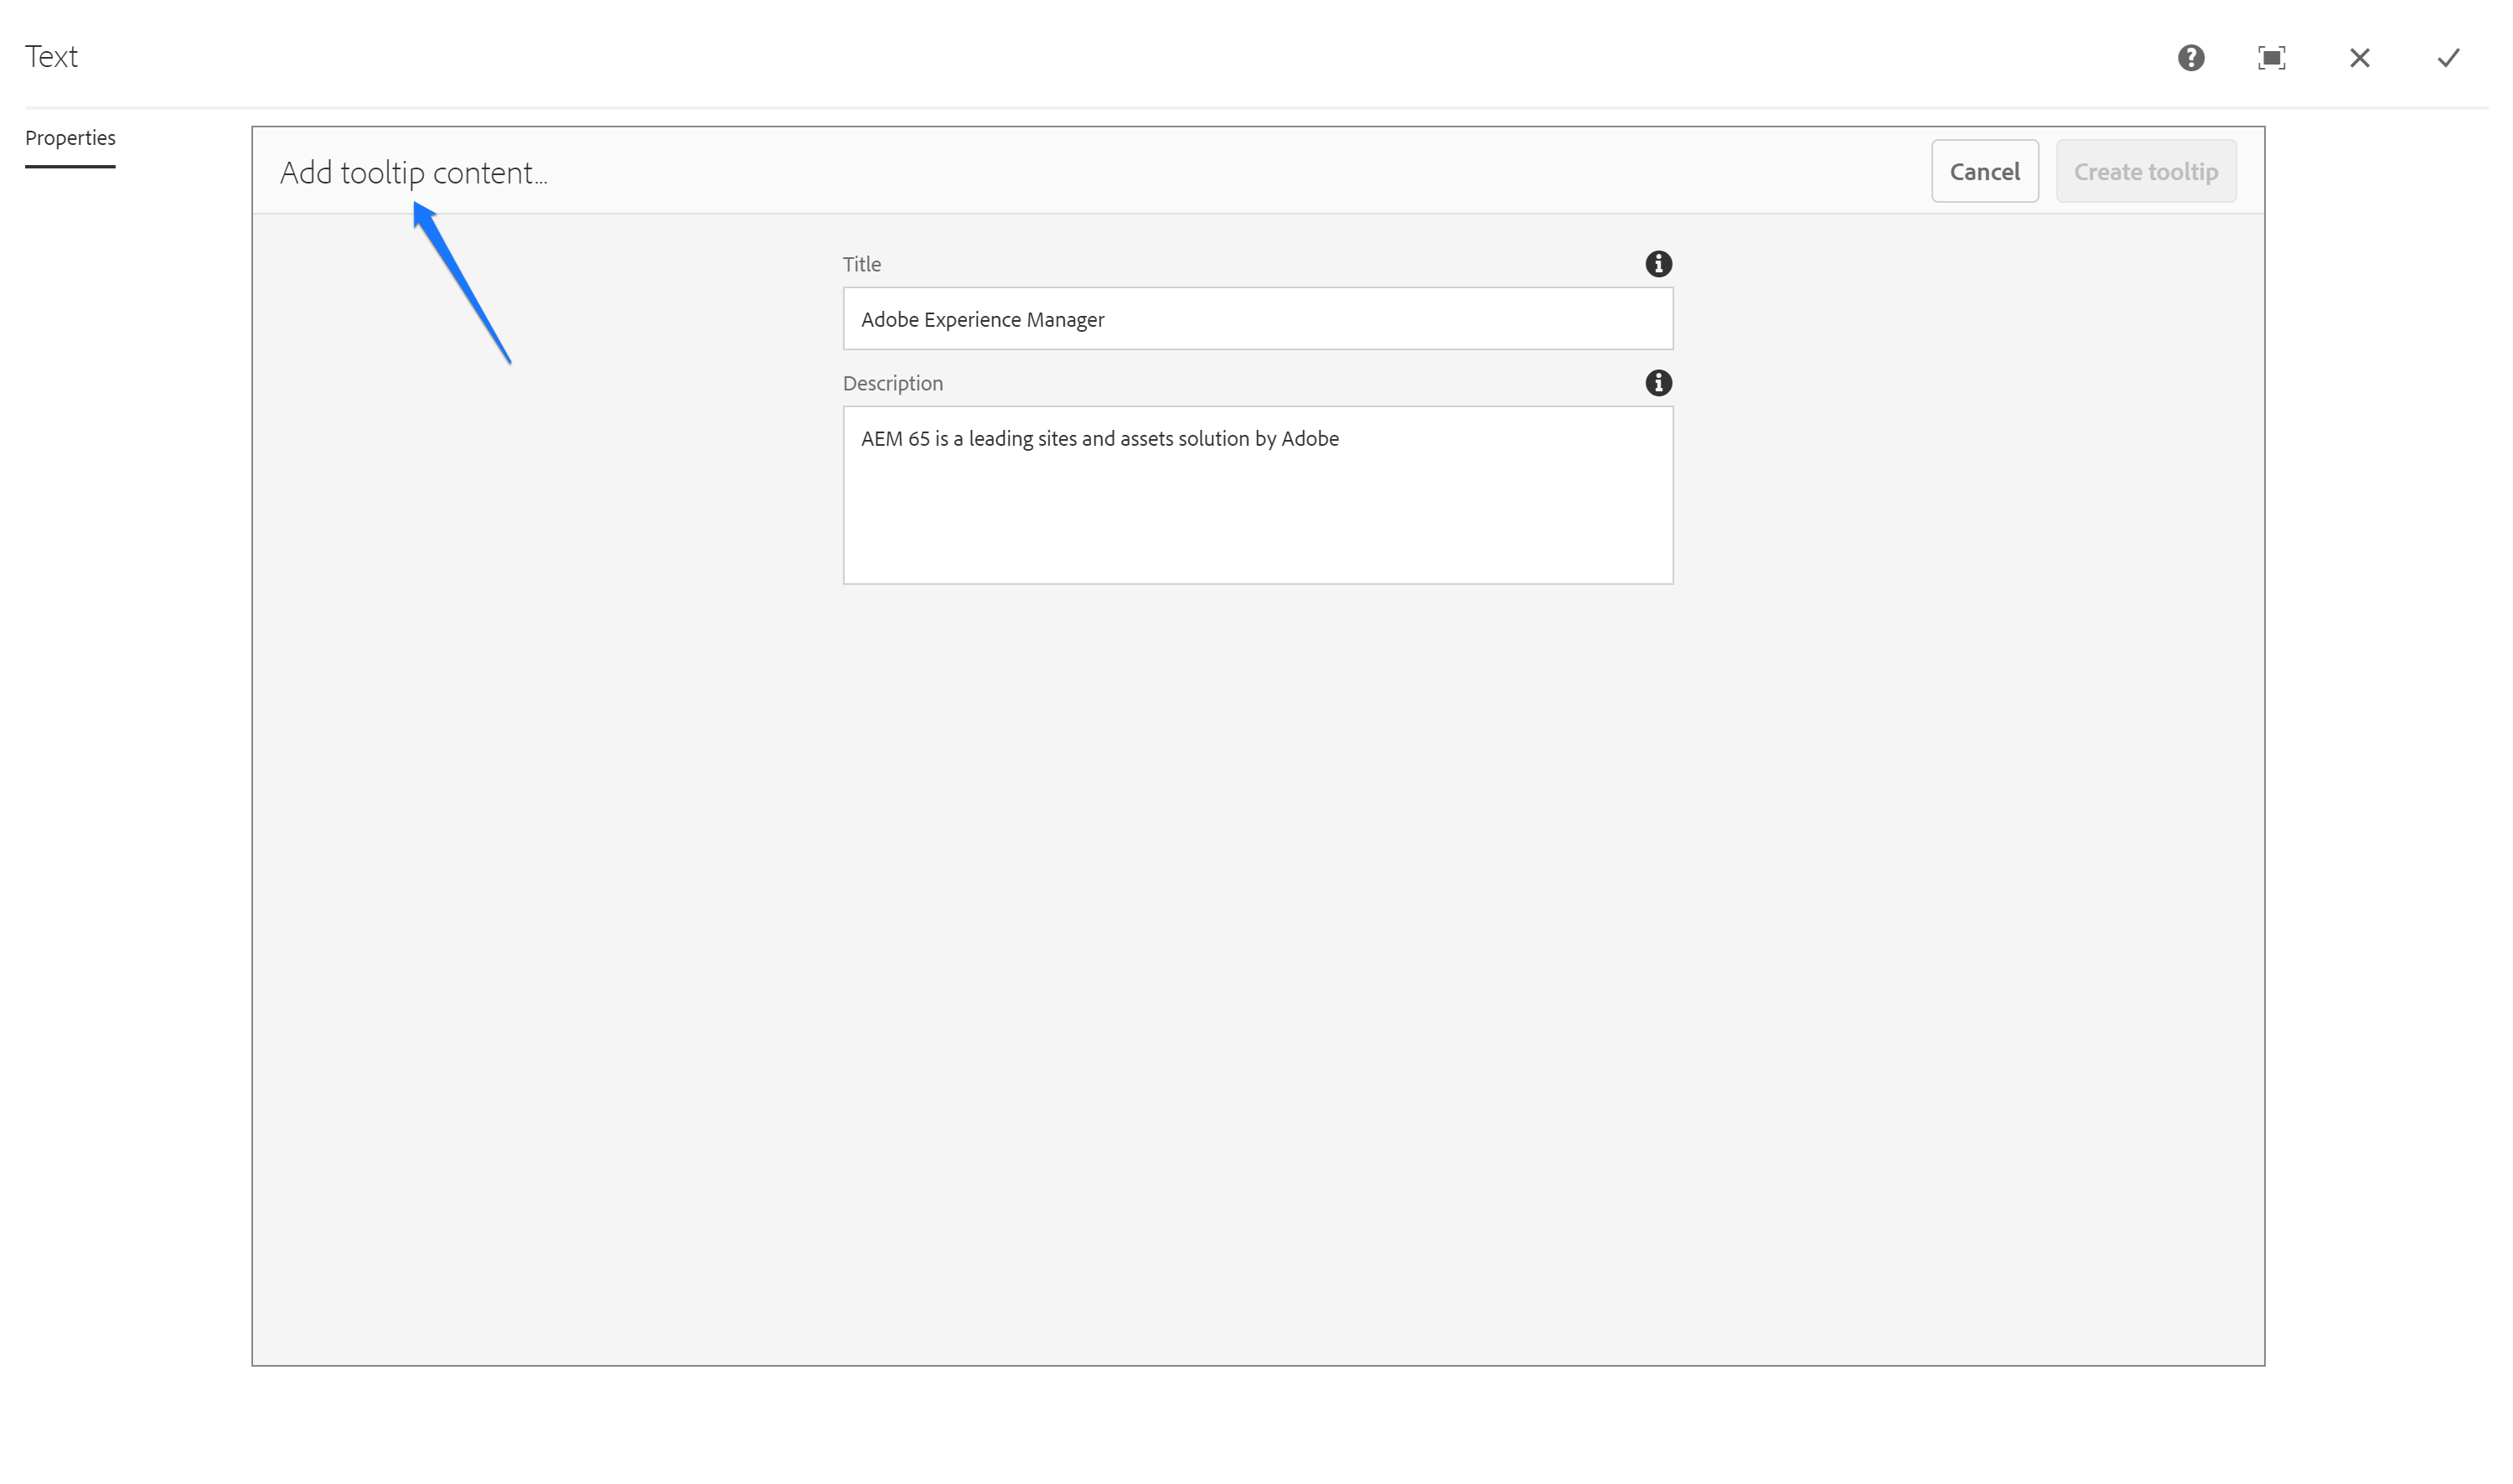 Text
Properties
Add tooltip content...
Cancel
Create tooltip
Title
Adobe Experience Manager
Description
AEM 65 is a leading sites and assets solution by Adobe